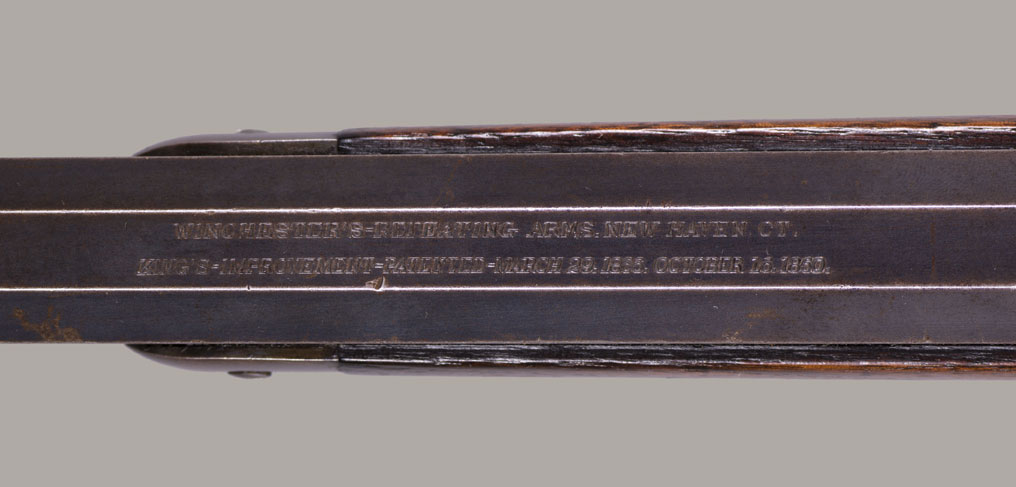 WINCHESTER'S-REPEATING ARMS. NEW HAVEN. CT.
KING'S-IMPROVEMENT-PATENTED-MARCH 29. 1866. OCTOBER 16. 1860.